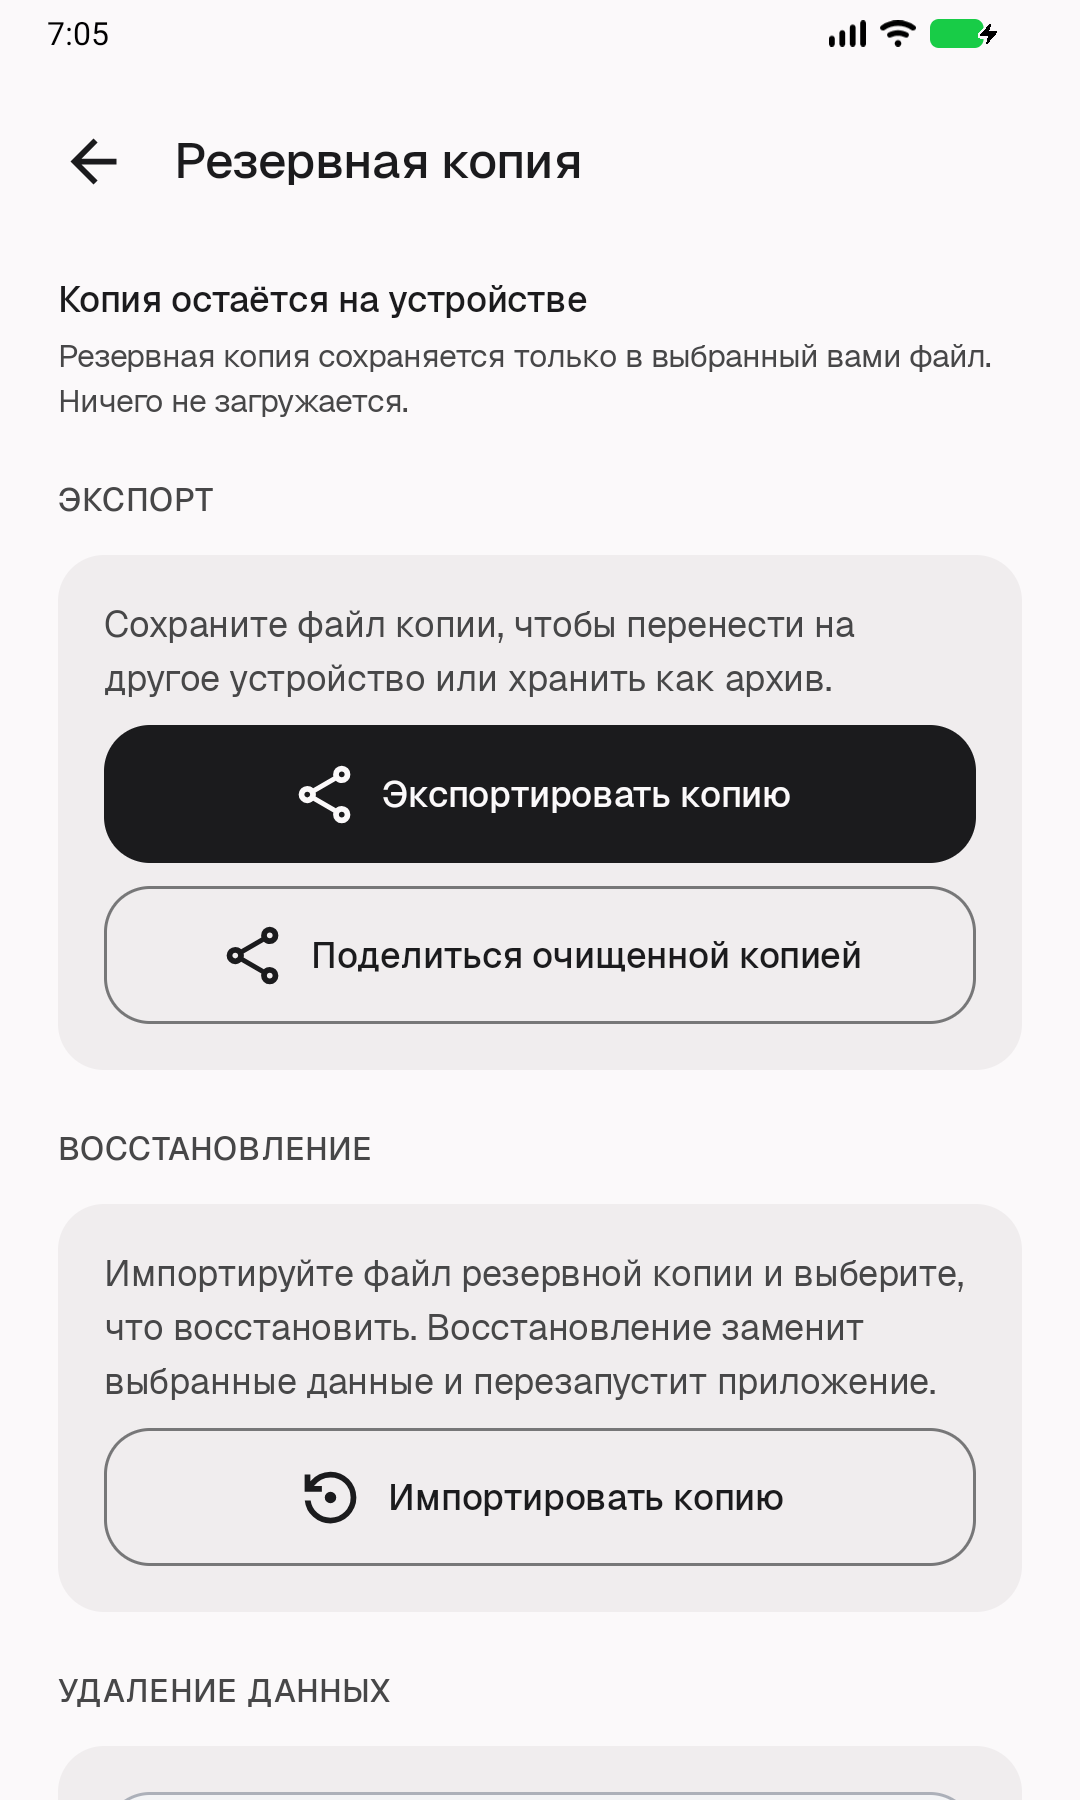 7:05
Резервная копия
Копия остаётся на устройстве
Резервная копия сохраняется только в выбранный вами файл.
Ничего не загружается.
ЭКСПОРТ
Сохраните файл копии, чтобы перенести на
другое устройство или хранить как архив.
Экспортировать копию
Поделиться очищенной копией
ВОССТАНОВЛЕНИЕ
Импортируйте файл резервной копии и выберите,
что восстановить. Восстановление заменит
выбранные данные и перезапустит приложение.
Импортировать копию
УДАЛЕНИЕ ДАННЫХ